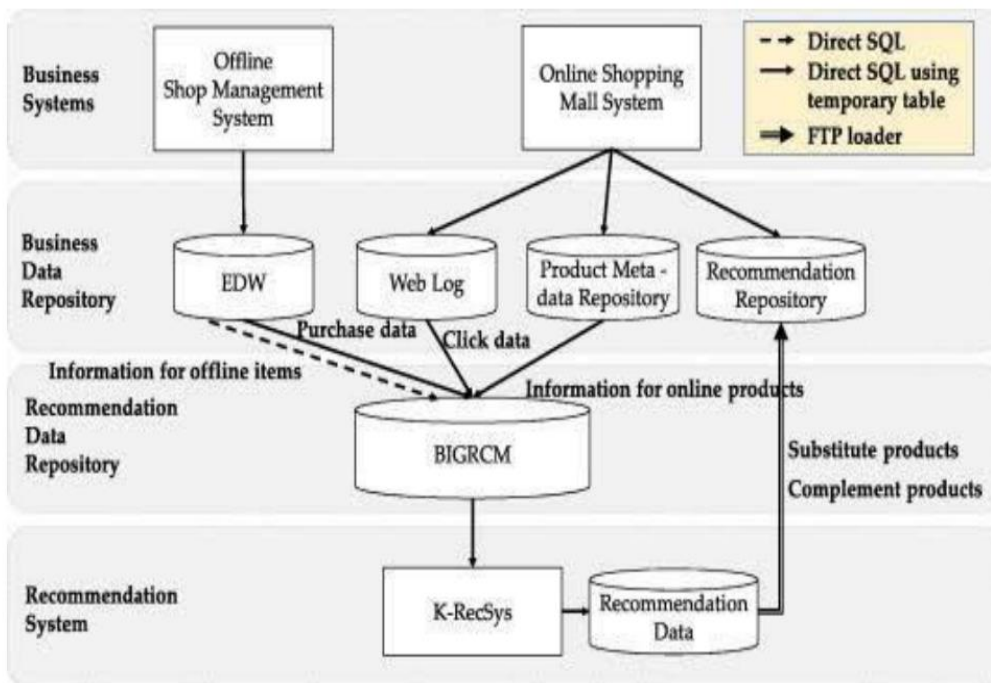 Business
Systems
Offline
Shop Management
System
Online Shopping
Mall System
Direct SQL
Direct SQL using
temporary table
FTP loader
Business
Data
Repository
EDW
Web Log
Product Meta -
data Repository
Recommendation
Repository
Purchase data
Click data
Information for offline items
Information for online products
Recommendation
Data
Repository
BIGRCM
Substitute products
Complement products
Recommendation
System
K-RecSys
Recommendation
Data